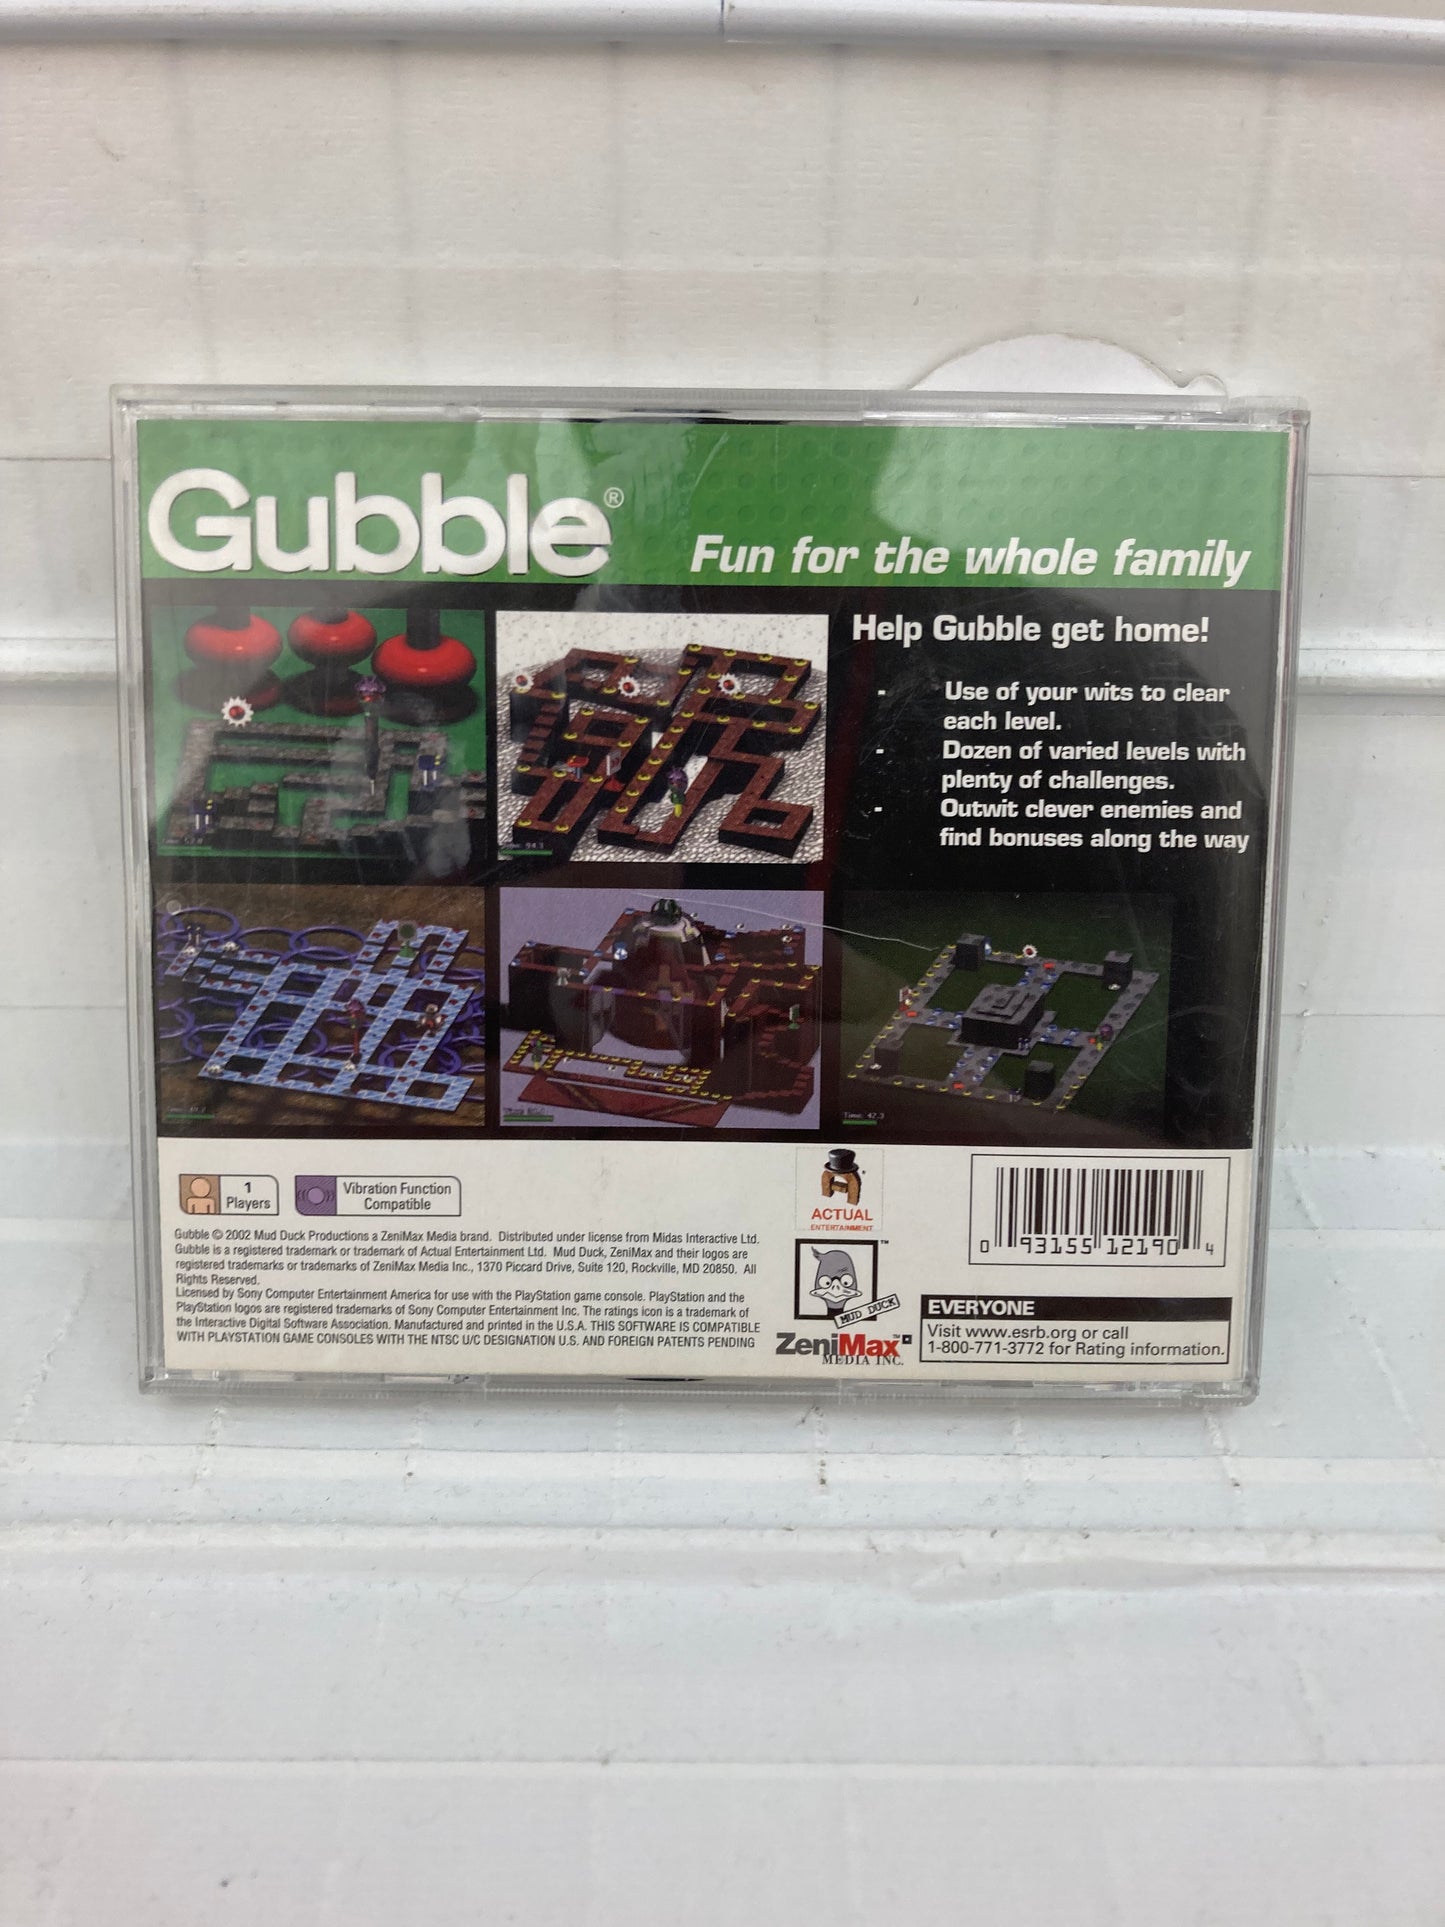 Gubble®
Fun for the whole family
Help Gubble get home!
- Use of your wits to clear
each level.
- Dozen of varied levels with
plenty of challenges.
- Outwit clever enemies and
find bonuses along the way
Time: 42.3
1
Players
Vibration Function
Compatible
Gubble © 2002 Mud Duck Productions a ZeniMax Media brand. Distributed under license from Midas Interactive Ltd.
Gubble is a registered trademark or trademark of Actual Entertainment Ltd. Mud Duck, ZeniMax and their logos are
registered trademarks or trademarks of ZeniMax Media Inc., 1370 Piccard Drive, Suite 120, Rockville, MD 20850. All
Rights Reserved.
Licensed by Sony Computer Entertainment America for use with the PlayStation game console. PlayStation and the
PlayStation logos are registered trademarks of Sony Computer Entertainment Inc. The ratings icon is a trademark of
the Interactive Digital Software Association. Manufactured and printed in the U.S.A. THIS SOFTWARE IS COMPATIBLE
WITH PLAYSTATION GAME CONSOLES WITH THE NTSC U/C DESIGNATION U.S. AND FOREIGN PATENTS PENDING
ACTUAL
ENTERTAINMENT
MUD DUCK
™
ZeniMax™
MEDIA INC.
0 93155 12190 4
EVERYONE
Visit www.esrb.org or call
1-800-771-3772 for Rating information.